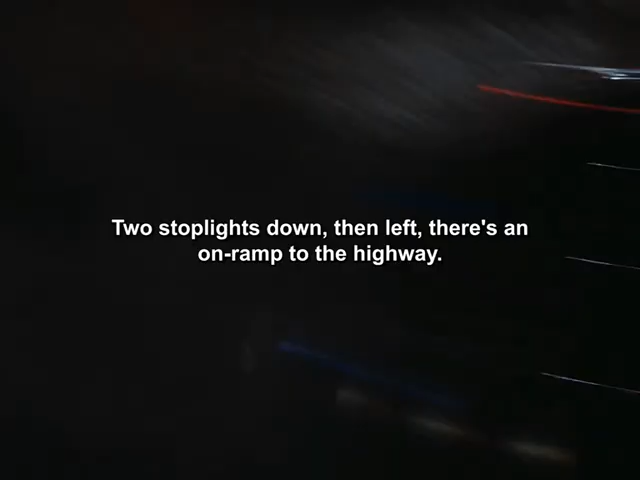 Two stoplights down, then left, there's an
on-ramp to the highway.